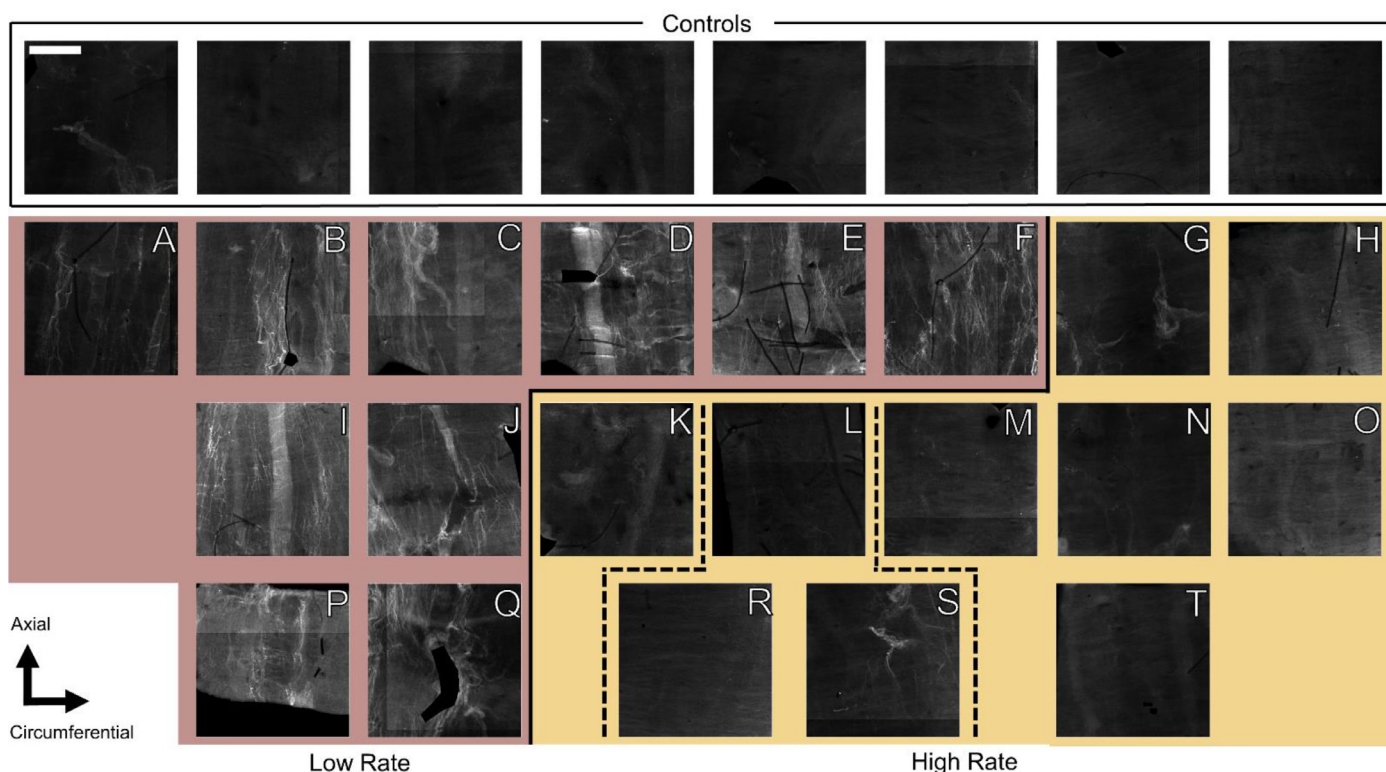 Controls
A B C D E F G H
I J K L M N O
P Q R S T
Axial
Circumferential
Low Rate High Rate